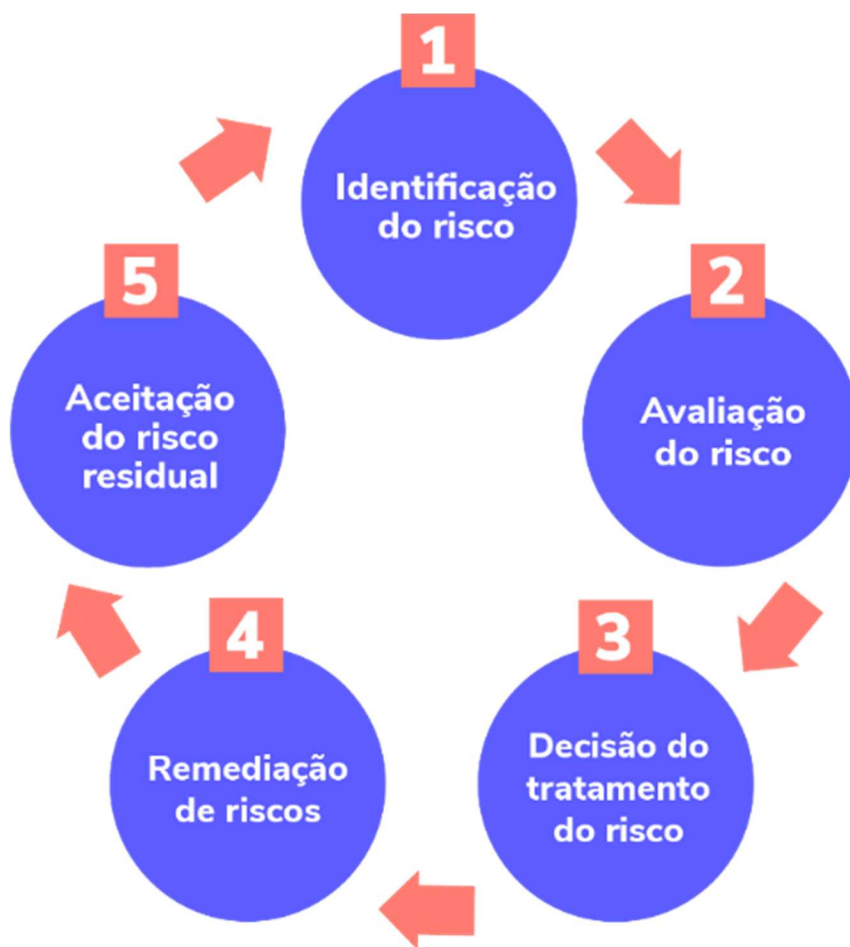 1
Identificação
do risco
2
Avaliação
do risco
3
Decisão do
tratamento
do risco
4
Remediação
de riscos
5
Aceitação
do risco
residual